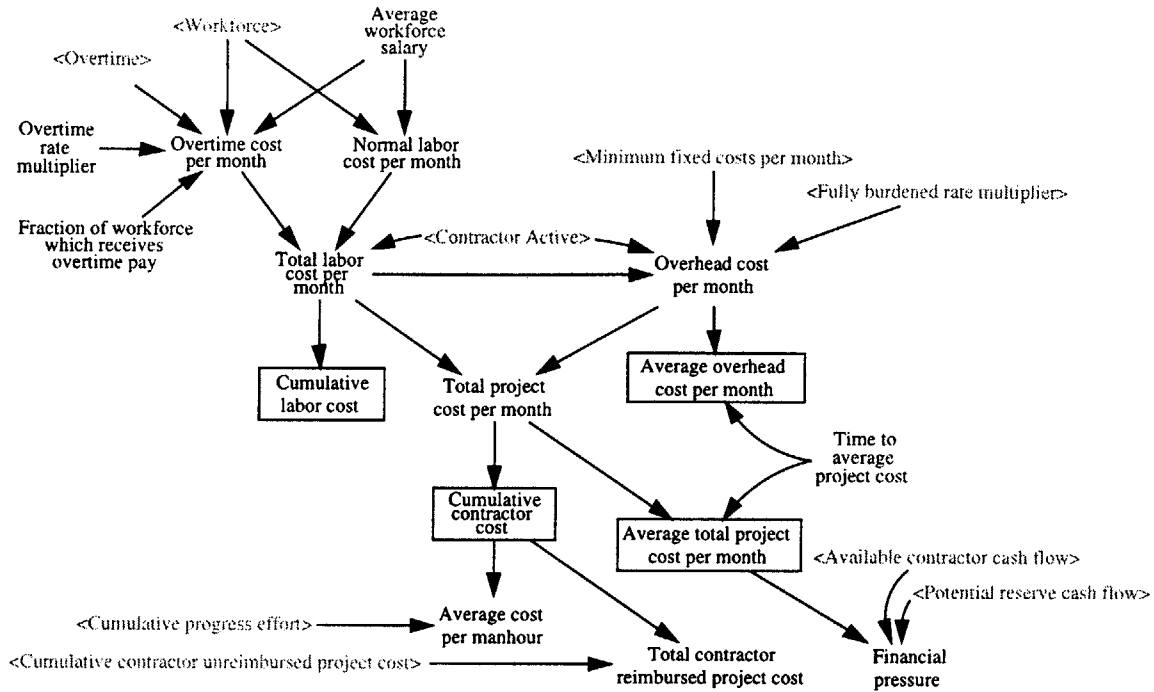 <Workforce>
Average
workforce
salary
<Overtime>
Overtime
rate
multiplier
Overtime cost
per month
Normal labor
cost per month
<Minimum fixed costs per month>
<Fully burdened rate multiplier>
Fraction of workforce
which receives
overtime pay
<Contractor Active>
Total labor
cost per
month
Overhead cost
per month
Cumulative
labor cost
Total project
cost per month
Average overhead
cost per month
Time to
average
project cost
Cumulative
contractor
cost
Average total project
cost per month
<Available contractor cash flow>
<Potential reserve cash flow>
<Cumulative progress effort>
Average cost
per manhour
<Cumulative contractor unreimbursed project cost>
Total contractor
reimbursed project cost
Financial
pressure